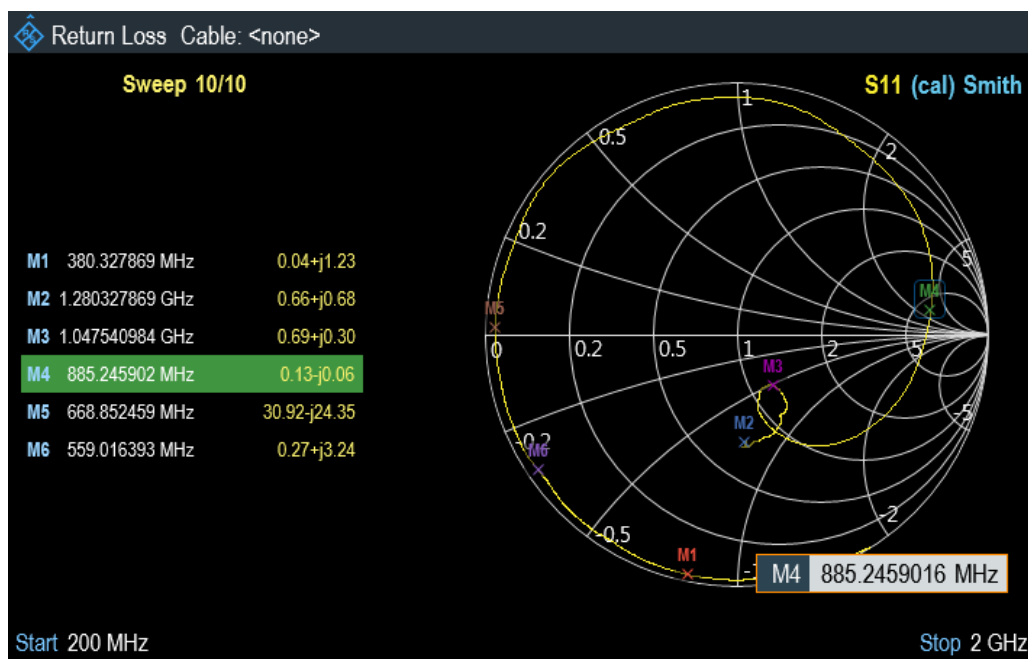 Return Loss Cable: <none>
Sweep 10/10
S11 (cal) Smith
1
0.5
2
0.2
5
M1 380.327869 MHz 0.04+j1.23
M2 1.280327869 GHz 0.66+j0.68
M3 1.047540984 GHz 0.69+j0.30
M4 885.245902 MHz 0.13-j0.06
M5 668.852459 MHz 30.92-j24.35
M6 559.016393 MHz 0.27+j3.24
M4
M5
0 0.2 0.5 1 2 5
M3
-5
M2
-0.2
M6
-2
-0.5
M1
M4 885.2459016 MHz
Start 200 MHz
Stop 2 GHz